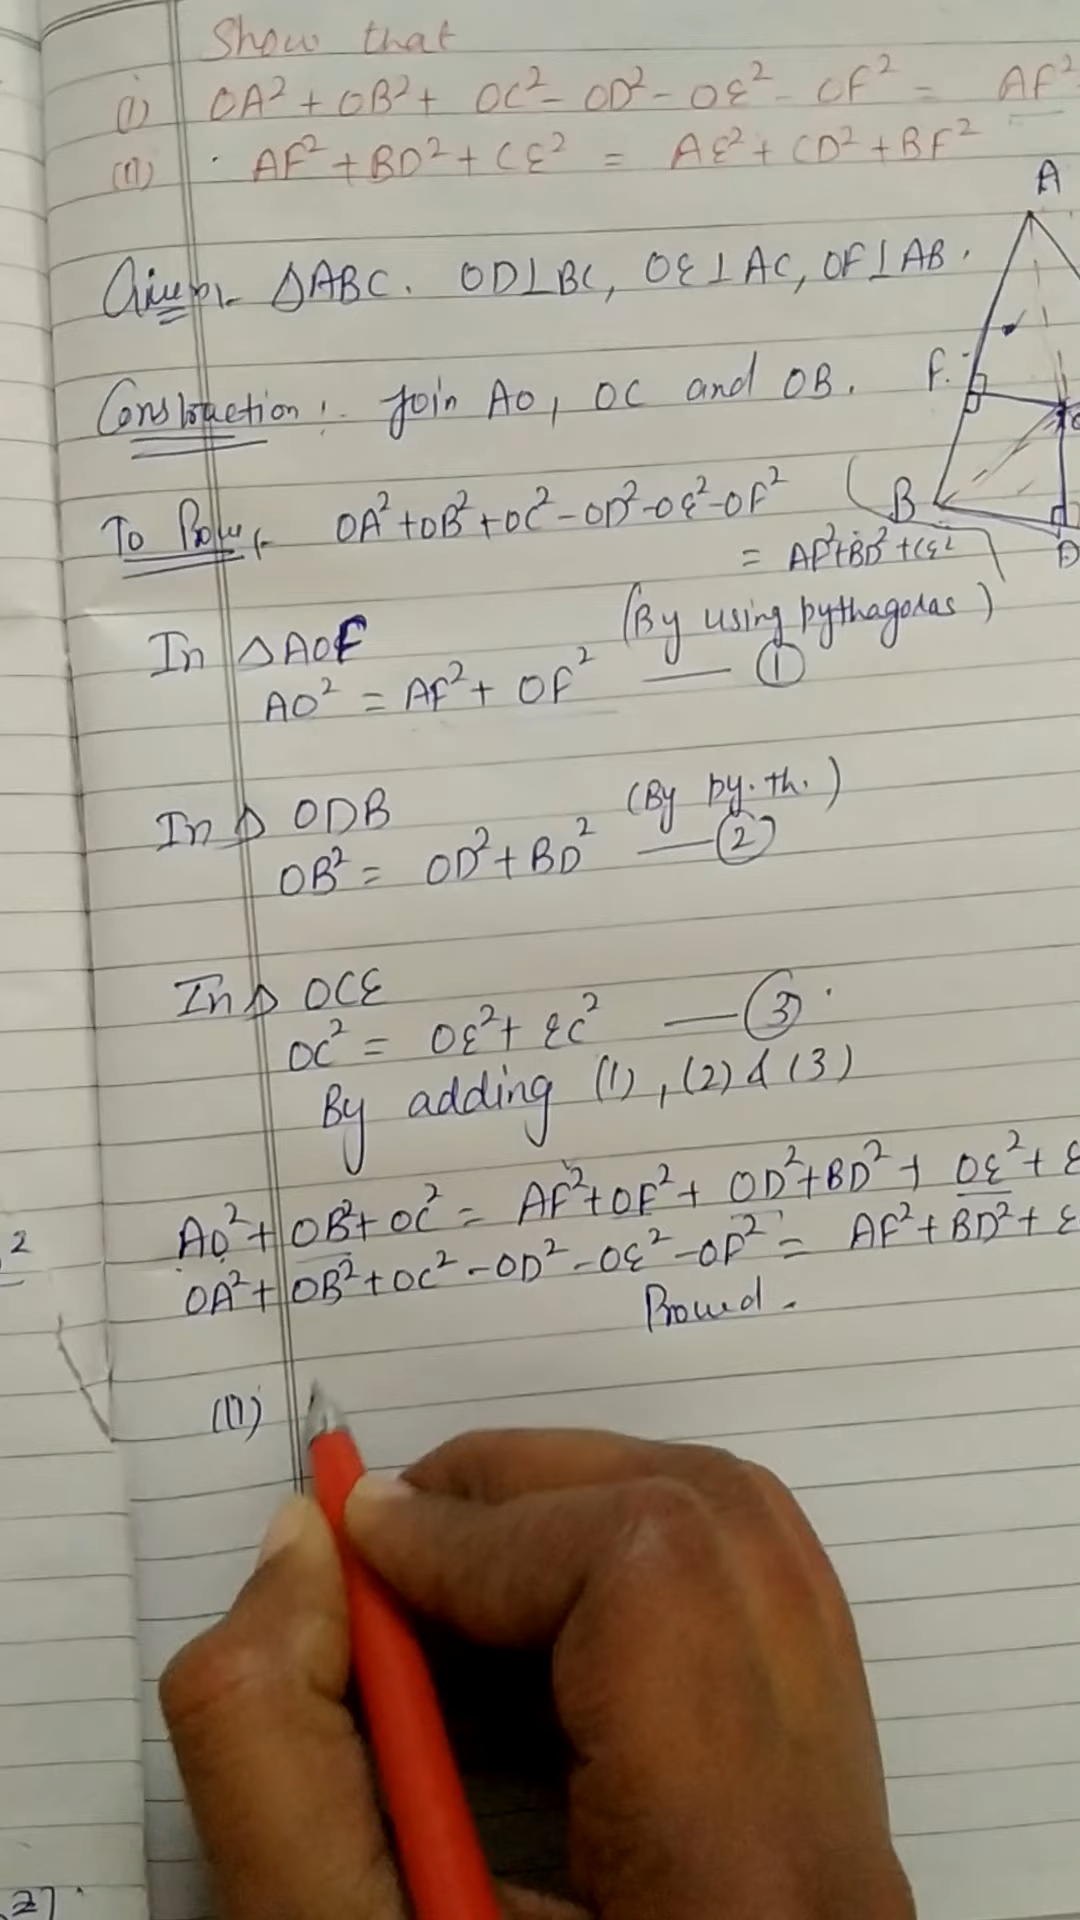 Show that
(i) OA² + OB² + OC² - OD² - OE² - OF² = AF²
(ii) AF² + BD² + CE² = AE² + CD² + BF²
A
Given:- △ABC. OD⊥BC, OE⊥AC, OF⊥AB.
Construction:- Join AO, OC and OB.
F
To Prove:- OA² + OB² + OC² - OD² - OE² - OF²
B
= AF² + BD² + CE²
D
In △AOF (By using pythagoras)
AO² = AF² + OF² — ①
In △ ODB (By py. th.)
OB² = OD² + BD² — ②
In △ OCE
OC² = OE² + EC² — ③
By adding (1), (2) & (3)
AO² + OB² + OC² = AF² + OF² + OD² + BD² + OE² + E
OA² + OB² + OC² - OD² - OE² - OF² = AF² + BD² + E
Proved.
2
(ii)
27